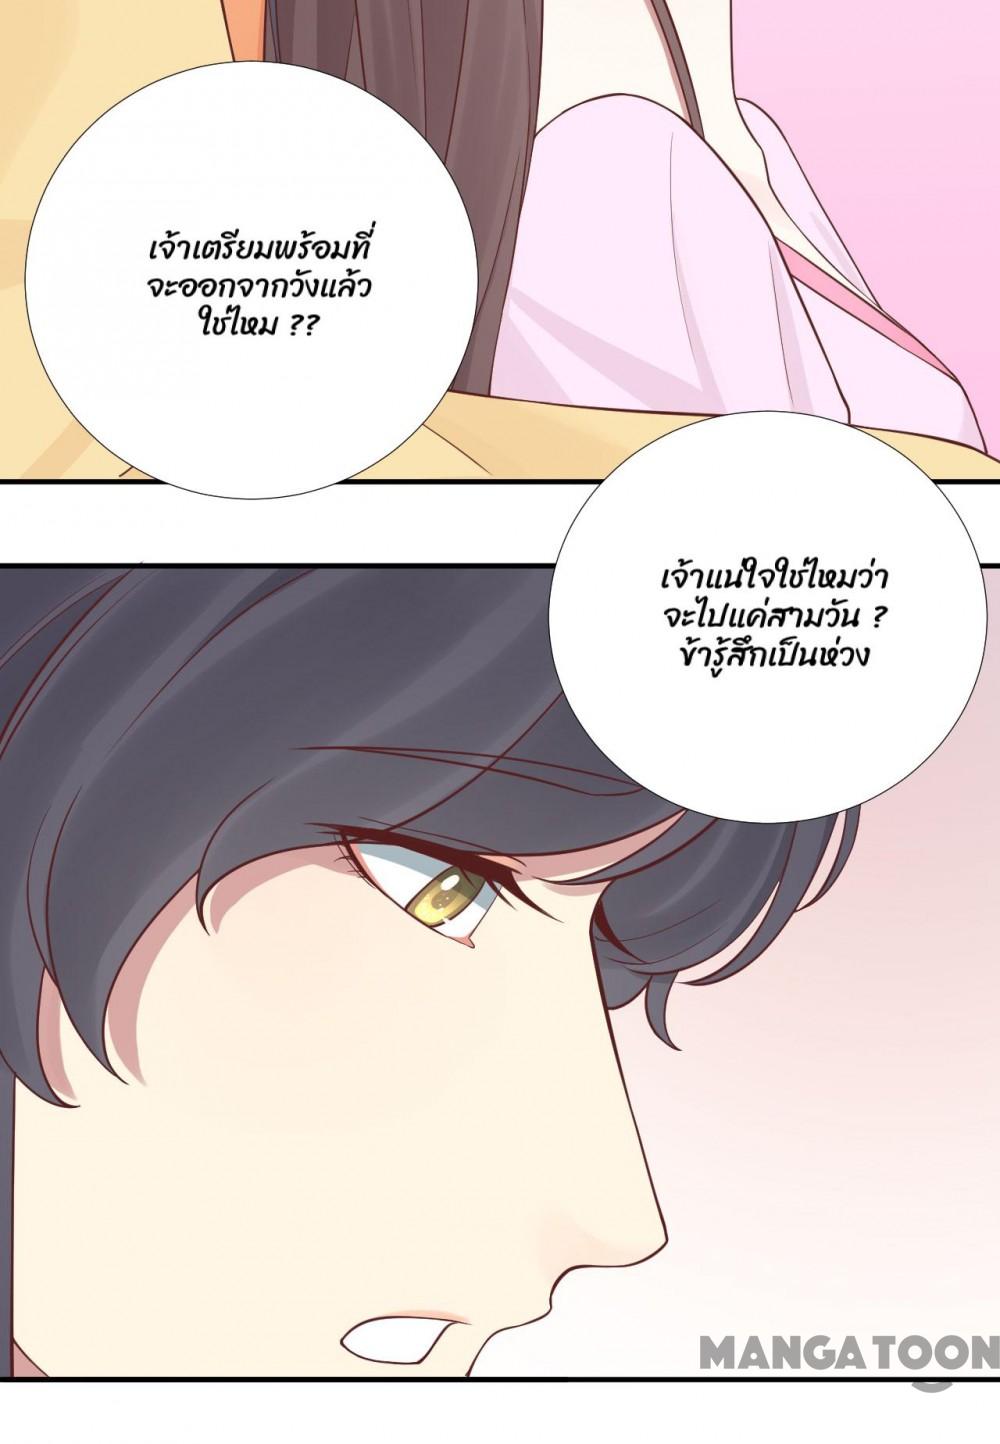 เจ้าเตรียมพร้อมที่
จะออกจากวังแล้ว
ใช่ไหม ??
เจ้าแน่ใจใช่ไหมว่า
จะไปแค่สามวัน ?
ข้ารู้สึกเป็นห่วง
MANGATOON